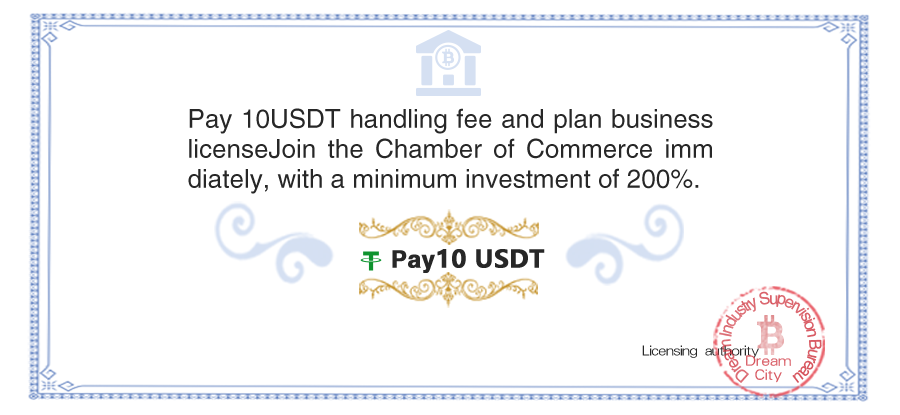 Pay 10USDT handling fee and plan business
licenseJoin the Chamber of Commerce imm
diately, with a minimum investment of 200%.
Pay10 USDT
Licensing authority
Dream Industry Supervision Bureau
Dream
City